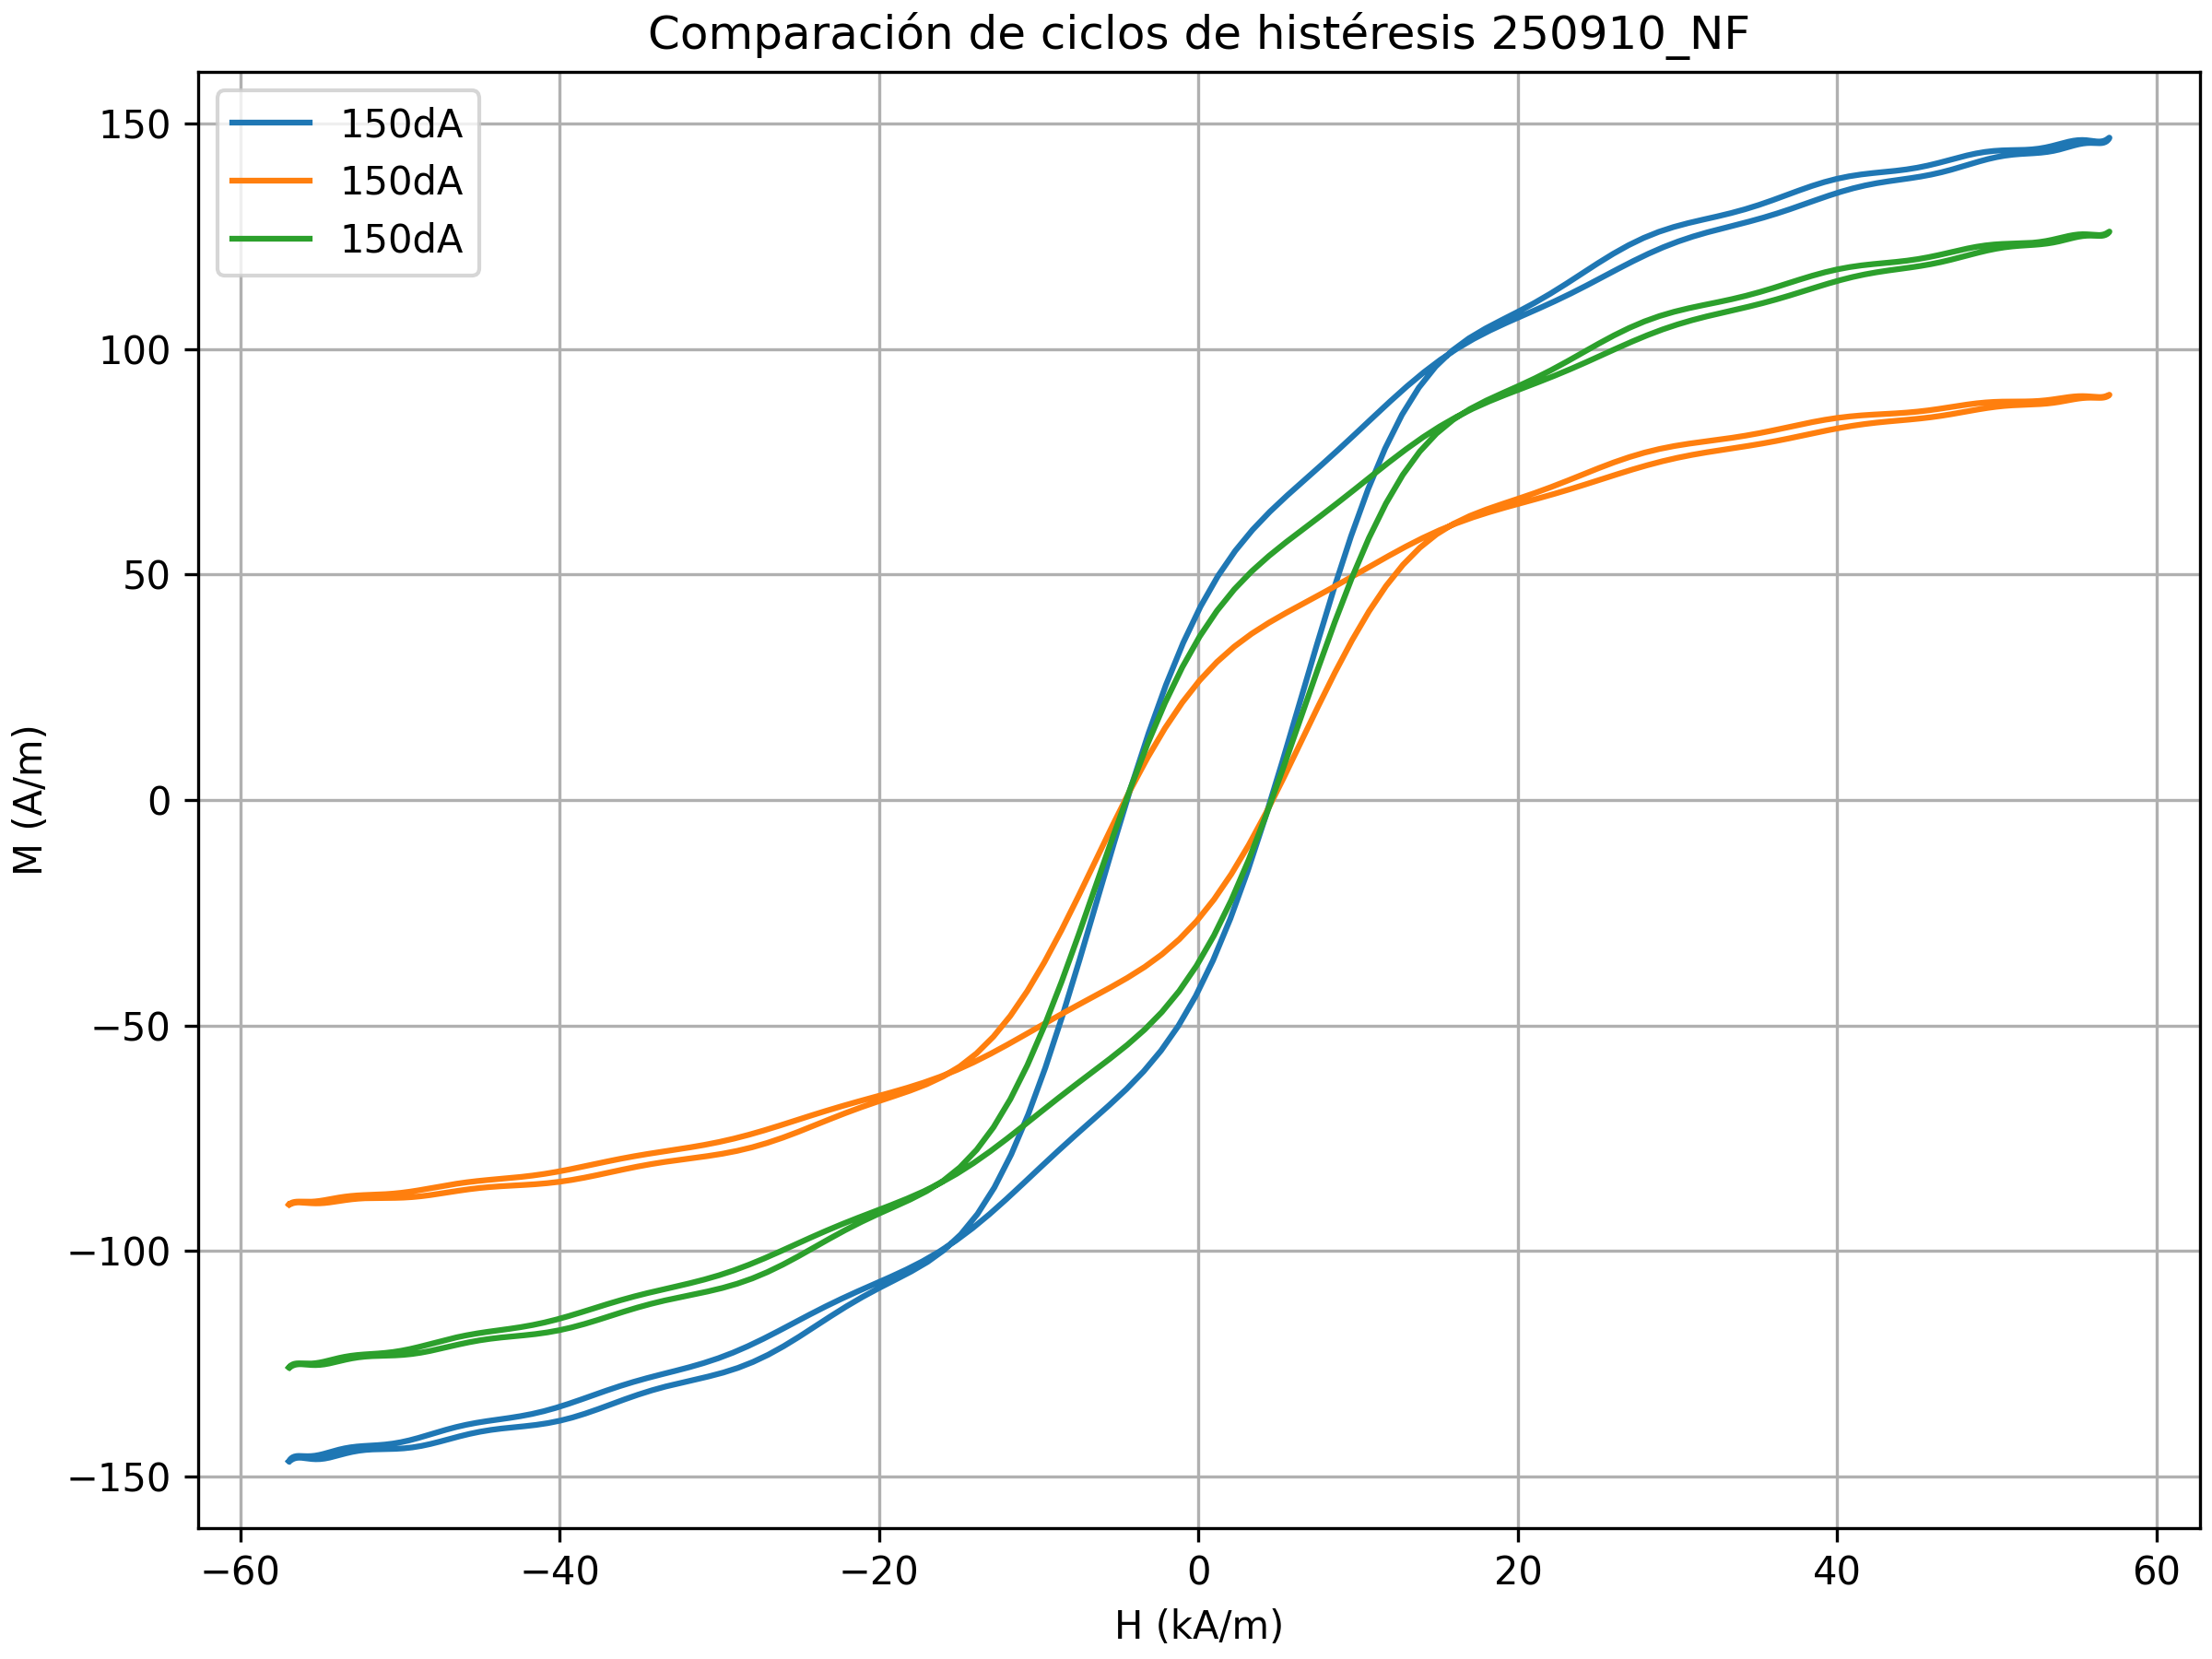 Comparación de ciclos de histéresis 250910_NF
150dA
150dA
150dA
150
100
50
0
−50
−100
−150
M (A/m)
−60 −40 −20 0 20 40 60
H (kA/m)